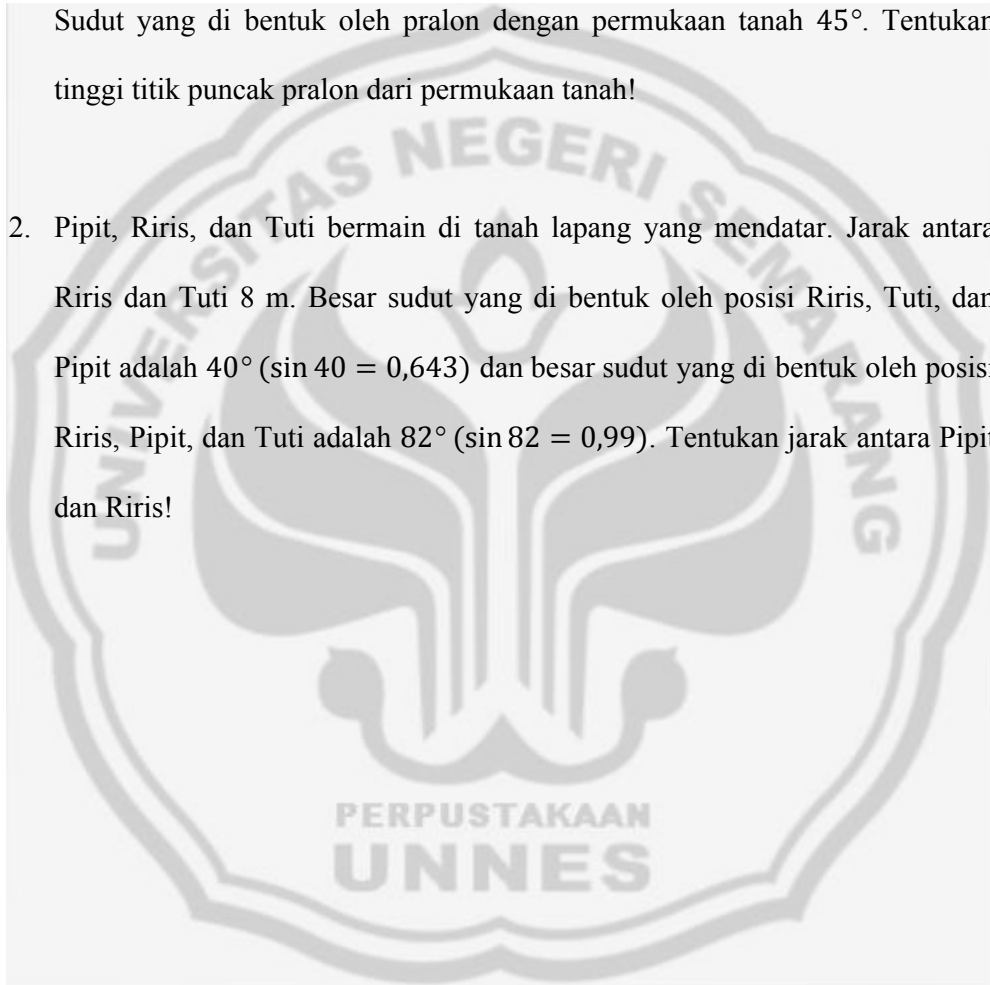 Sudut yang di bentuk oleh pralon dengan permukaan tanah 45°. Tentukan
tinggi titik puncak pralon dari permukaan tanah!
2. Pipit, Riris, dan Tuti bermain di tanah lapang yang mendatar. Jarak antara
Riris dan Tuti 8 m. Besar sudut yang di bentuk oleh posisi Riris, Tuti, dan
Pipit adalah 40° (sin 40 = 0,643) dan besar sudut yang di bentuk oleh posisi
Riris, Pipit, dan Tuti adalah 82° (sin 82 = 0,99). Tentukan jarak antara Pipit
dan Riris!
UNIVERSITAS NEGERI SEMARANG
PERPUSTAKAAN
UNNES